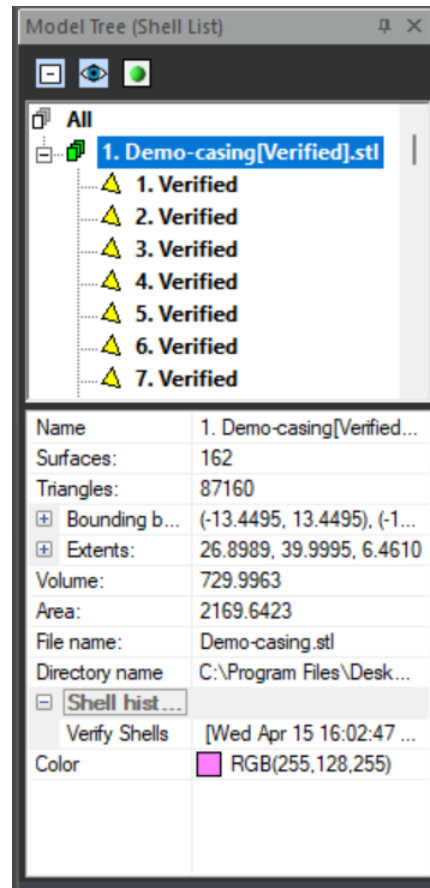 Model Tree (Shell List)
All
1. Demo-casing[Verified].stl
1. Verified
2. Verified
3. Verified
4. Verified
5. Verified
6. Verified
7. Verified
Name 1. Demo-casing[Verified...
Surfaces: 162
Triangles: 87160
Bounding b... (-13.4495, 13.4495), (-1...
Extents: 26.8989, 39.9995, 6.4610
Volume: 729.9963
Area: 2169.6423
File name: Demo-casing.stl
Directory name C:\Program Files\Desk...
Shell hist...
Verify Shells [Wed Apr 15 16:02:47 ...
Color RGB(255,128,255)